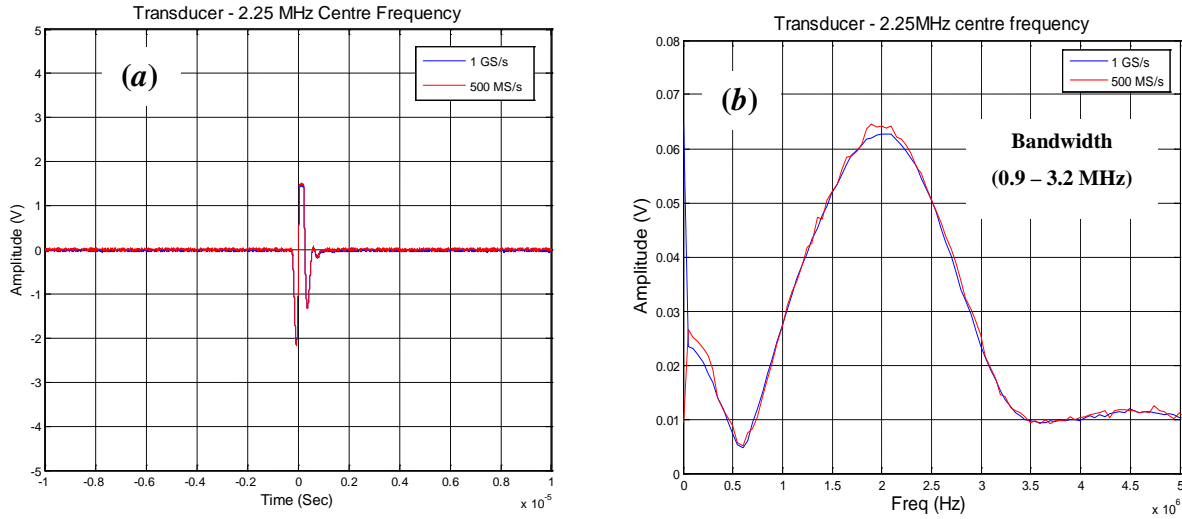 Transducer - 2.25 MHz Centre Frequency
(a)
1 GS/s
500 MS/s
Amplitude (V)
5
4
3
2
1
0
-1
-2
-3
-4
-5
-1 -0.8 -0.6 -0.4 -0.2 0 0.2 0.4 0.6 0.8 1
Time (Sec)
x 10^-5
Transducer - 2.25MHz centre frequency
(b)
1 GS/s
500 MS/s
Bandwidth
(0.9 – 3.2 MHz)
Amplitude (V)
0.08
0.07
0.06
0.05
0.04
0.03
0.02
0.01
0
0 0.5 1 1.5 2 2.5 3 3.5 4 4.5 5
Freq (Hz)
x 10^6